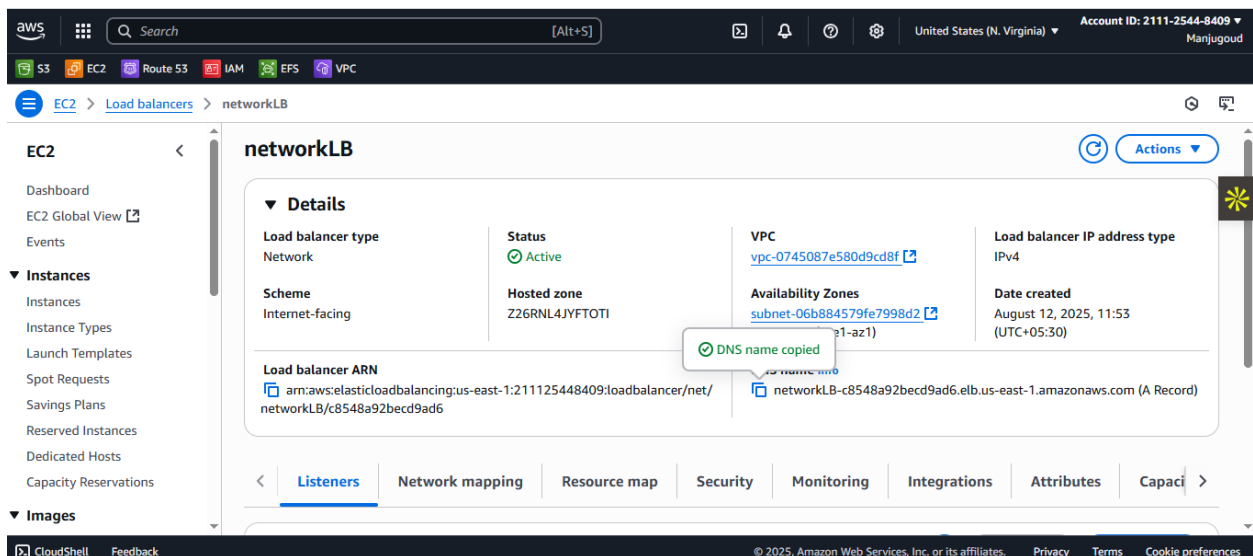 aws
Search [Alt+S]
United States (N. Virginia) ▼
Account ID: 2111-2544-8409 ▼
Manjugoud
S3 EC2 Route 53 IAM EFS VPC
EC2 > Load balancers > networkLB
EC2
Dashboard
EC2 Global View
Events
▼ Instances
Instances
Instance Types
Launch Templates
Spot Requests
Savings Plans
Reserved Instances
Dedicated Hosts
Capacity Reservations
▼ Images
networkLB
Actions ▼
▼ Details
Load balancer type
Network
Status
Active
VPC
vpc-0745087e580d9cd8f
Load balancer IP address type
IPv4
Scheme
Internet-facing
Hosted zone
Z26RNL4JYFTOTI
Availability Zones
subnet-06b884579fe7998d2
e1-az1)
Date created
August 12, 2025, 11:53
(UTC+05:30)
DNS name copied
Load balancer ARN
arn:aws:elasticloadbalancing:us-east-1:211125448409:loadbalancer/net/
networkLB/c8548a92becd9ad6
name Info
networkLB-c8548a92becd9ad6.elb.us-east-1.amazonaws.com (A Record)
Listeners Network mapping Resource map Security Monitoring Integrations Attributes Capaci
CloudShell Feedback
© 2025, Amazon Web Services, Inc. or its affiliates. Privacy Terms Cookie preferences